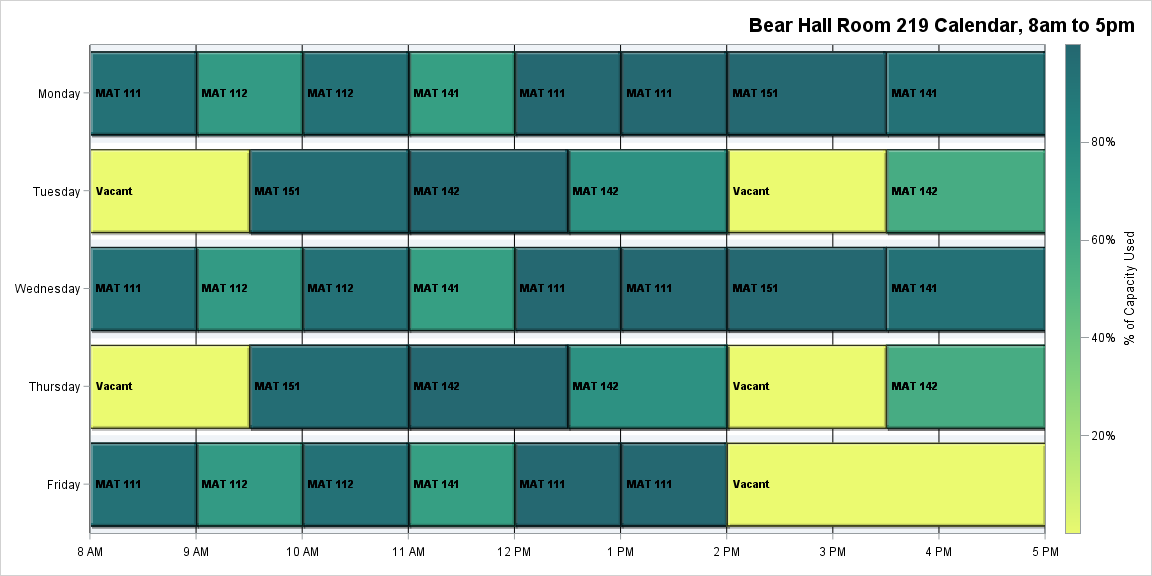 Bear Hall Room 219 Calendar, 8am to 5pm
Monday MAT 111 MAT 112 MAT 112 MAT 141 MAT 111 MAT 111 MAT 151 MAT 141
Tuesday Vacant MAT 151 MAT 142 MAT 142 Vacant MAT 142
Wednesday MAT 111 MAT 112 MAT 112 MAT 141 MAT 111 MAT 111 MAT 151 MAT 141
Thursday Vacant MAT 151 MAT 142 MAT 142 Vacant MAT 142
Friday MAT 111 MAT 112 MAT 112 MAT 141 MAT 111 MAT 111 Vacant
8 AM 9 AM 10 AM 11 AM 12 PM 1 PM 2 PM 3 PM 4 PM 5 PM
80%
60%
40%
20%
% of Capacity Used